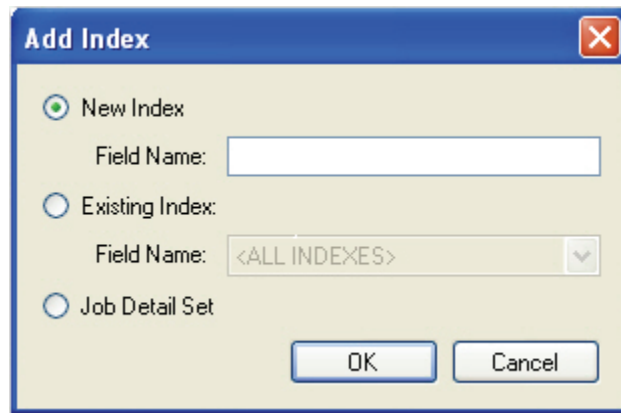 Add Index
New Index
Field Name:
Existing Index:
Field Name: <ALL INDEXES>
Job Detail Set
OK Cancel